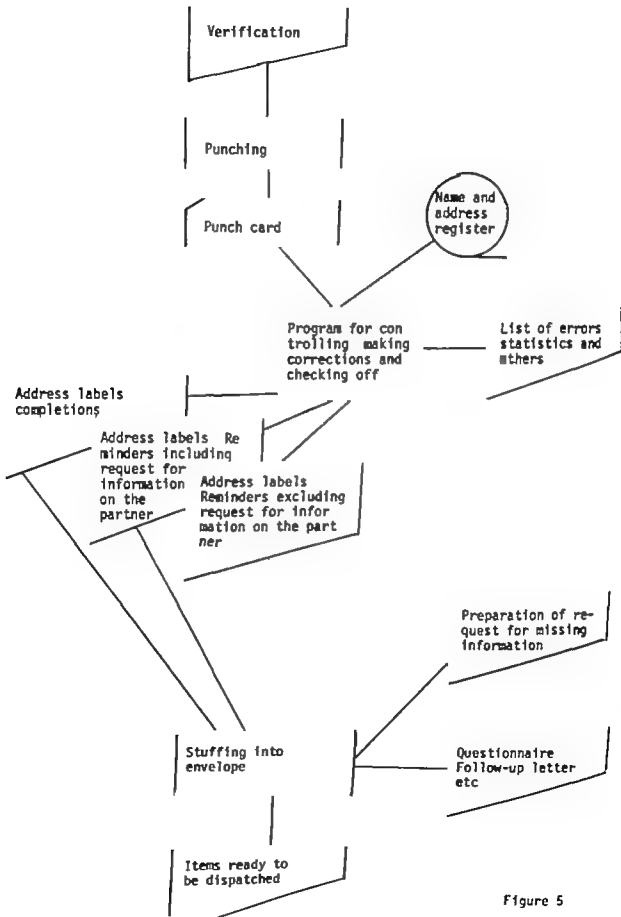 Verification
Punching
Punch card
Name and
address
register
Program for con
trolling making
corrections and
checking off
List of errors
statistics and
mthers
Address labels
completions
Address labels Re
minders including
request for
information
on the
partner
Address labels
Reminders excluding
request for infor
mation on the part
ner
Preparation of re-
quest for missing
information
Stuffing into
envelope
Questionnaire
Follow-up letter
etc
Items ready to
be dispatched
Figure 5